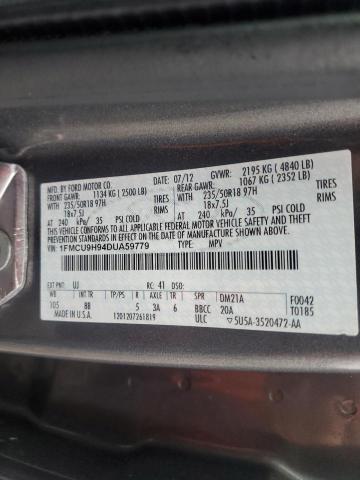 MFD. BY FORD MOTOR CO.
07/12 GVWR: 2195 KG (4840 LB)
FRONT GAWR: 1134 KG (2500 LB) REAR GAWR: 1067 KG (2352 LB)
WITH 235/50R18 97H TIRES WITH 235/50R18 97H TIRES
18x7.5J RIMS 18x7.5J RIMS
AT 240 kPa/ 35 PSI COLD AT 240 kPa/ 35 PSI COLD
THIS VEHICLE CONFORMS TO ALL APPLICABLE FEDERAL MOTOR VEHICLE SAFETY, BUMPER, AND THEFT PREVENTION STANDARDS IN EFFECT ON THE DATE OF MANUFACTURE SHOWN ABOVE.
VIN: 1FMCU9H94DUA59779 TYPE: MPV
EXT PNT: UJ RC: 41 DSO:
WB INT TR TP/PS R AXLE TR SPR DM21A F0042
105 BB 5 3A 6 BBCC 20A T0185
MADE IN U.S.A. 1201207261819 ULC 5U5A-3520472-AA